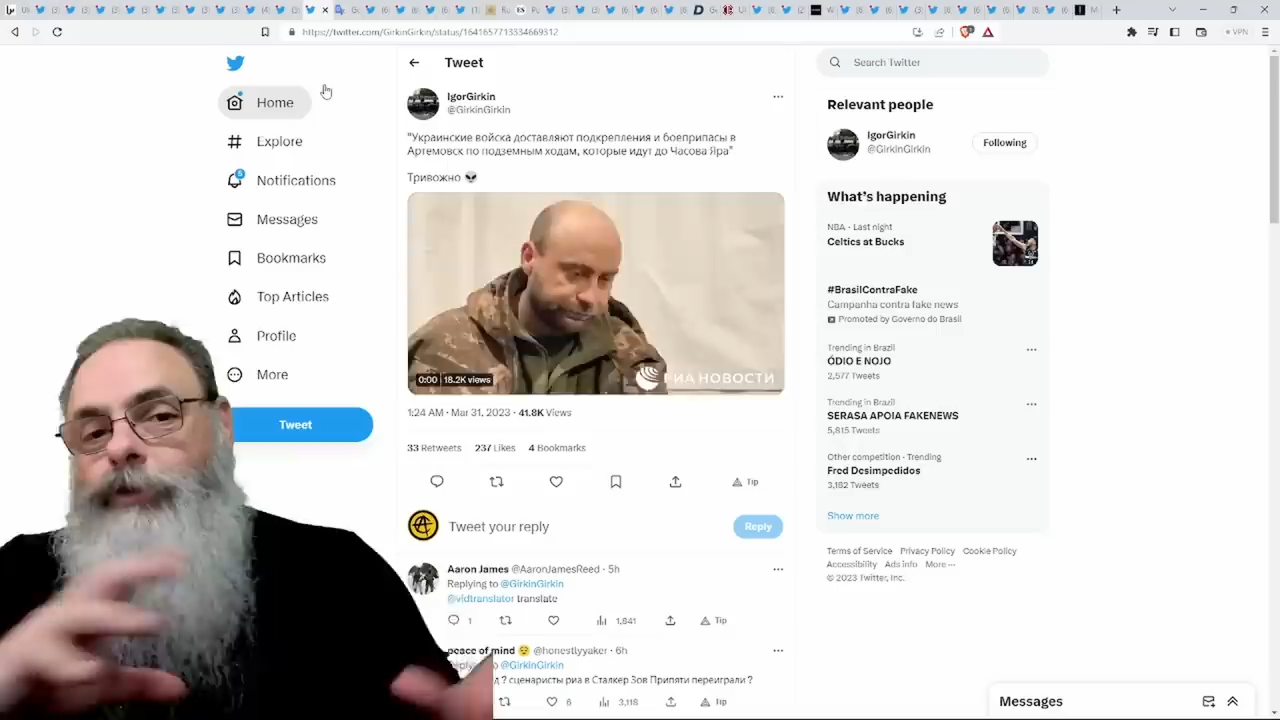 https://twitter.com/GirkinGirkin/status/1641657713334669312
VPN
Home
Explore
5
Notifications
Messages
Bookmarks
Top Articles
Profile
More
Tweet
Tweet
IgorGirkin
@GirkinGirkin
"Украинские войска доставляют подкрепления и боеприпасы в
Артемовск по подземным ходам, которые идут до Часова Яра"
Тривожно
РИА НОВОСТИ
0:00 18.2K views
1:24 AM · Mar 31, 2023 · 41.8K Views
33 Retweets 237 Likes 4 Bookmarks
Tip
Tweet your reply
Reply
Aaron James @AaronJamesReed · 5h
Replying to @GirkinGirkin
@vidtranslator translate
1 1,841 Tip
peace of mind @honestlyyaker · 6h
@GirkinGirkin
? сценаристы риа в Сталкер Зов Припяти переиграли ?
6 3,118 Tip
Search Twitter
Relevant people
IgorGirkin
@GirkinGirkin
Following
What's happening
NBA · Last night
Celtics at Bucks
#BrasilContraFake
Campanha contra fake news
Promoted by Governo do Brasil
Trending in Brazil
ÓDIO E NOJO
2,577 Tweets
Trending in Brazil
SERASA APOIA FAKENEWS
5,815 Tweets
Other competition · Trending
Fred Desimpedidos
3,182 Tweets
Show more
Terms of Service Privacy Policy Cookie Policy
Accessibility Ads info More ···
© 2023 Twitter, Inc.
Messages